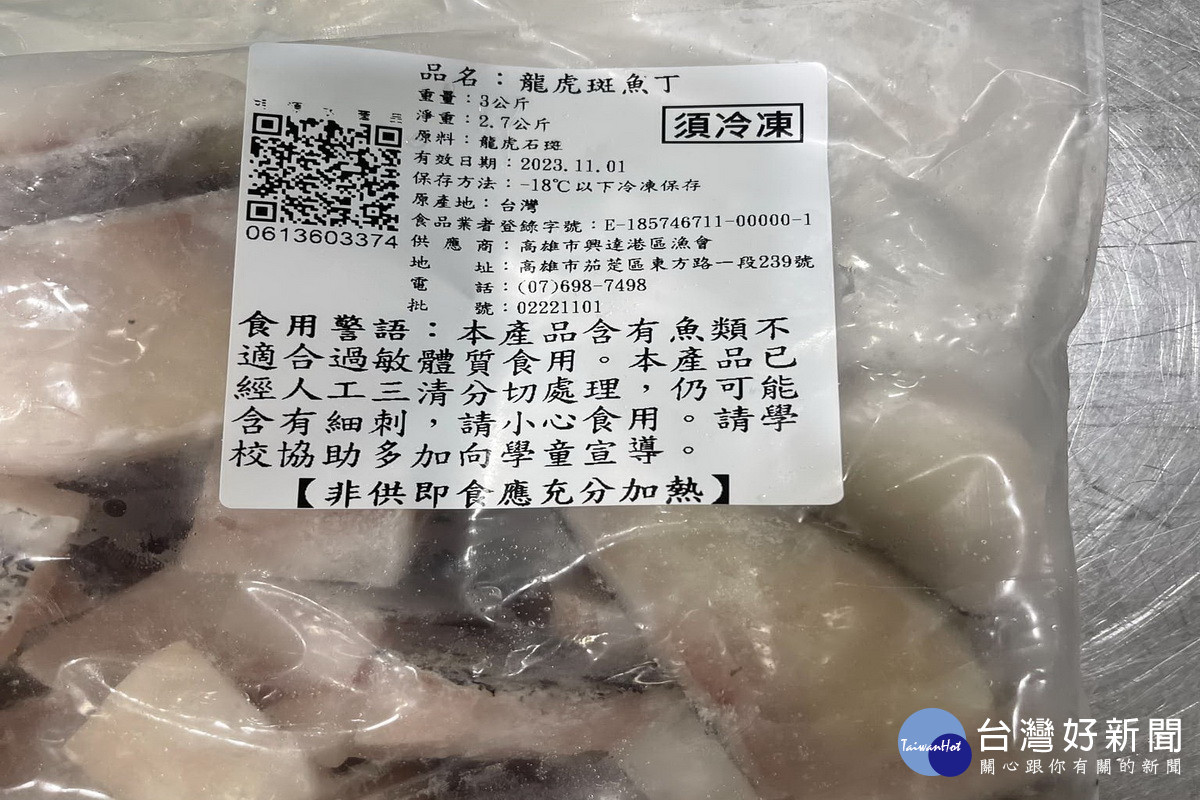 品名：龍虎斑魚丁
重量：3公斤
淨重：2.7公斤
須冷凍
原料：龍虎石斑
有效日期：2023.11.01
保存方法：-18℃以下冷凍保存
原產地：台灣
食品業者登錄字號：E-185746711-00000-1
0613603374
供應商：高雄市興達港區漁會
地址：高雄市茄萣區東方路一段239號
電話：(07)698-7498
批號：02221101
食用警語：本產品含有魚類不
適合過敏體質食用。本產品已
經人工三清分切處理，仍可能
含有細刺，請小心食用。請學
校協助多加向學童宣導。
【非供即食應充分加熱】
TaiwanHot
台灣好新聞
關心跟你有關的新聞